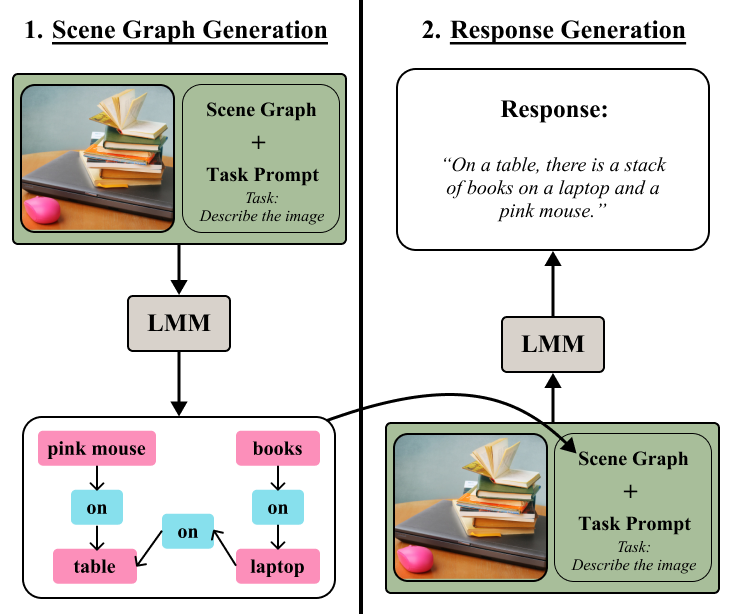 1. Scene Graph Generation
Scene Graph
+
Task Prompt
Task:
Describe the image
LMM
pink mouse
books
on
on
on
table
laptop
2. Response Generation
Response:
“On a table, there is a stack
of books on a laptop and a
pink mouse.”
LMM
Scene Graph
+
Task Prompt
Task:
Describe the image